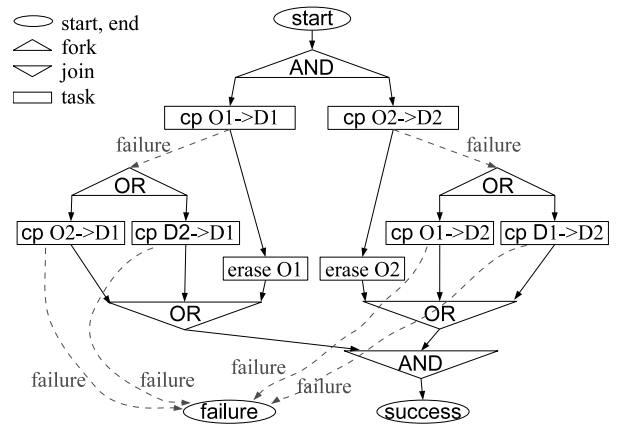 start, end
fork
join
task
start
AND
cp O1->D1
cp O2->D2
failure
failure
OR
OR
cp O2->D1
cp D2->D1
cp O1->D2
cp D1->D2
erase O1
erase O2
OR
OR
AND
failure
failure
failure
failure
failure
success